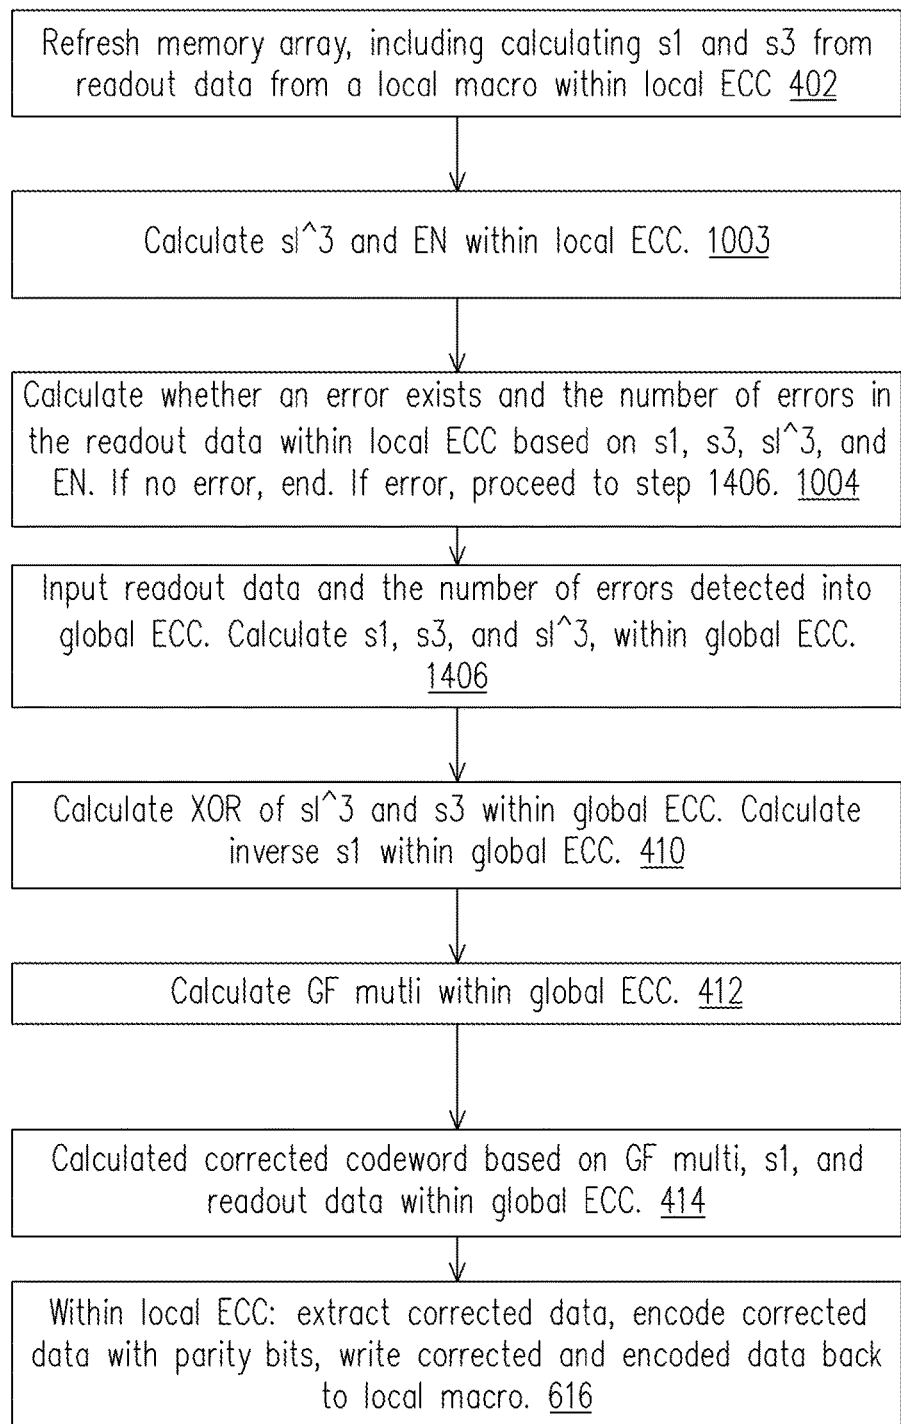 Refresh memory array, including calculating s1 and s3 from
readout data from a local macro within local ECC 402
Calculate sl^3 and EN within local ECC. 1003
Calculate whether an error exists and the number of errors in
the readout data within local ECC based on s1, s3, sl^3, and
EN. If no error, end. If error, proceed to step 1406. 1004
Input readout data and the number of errors detected into
global ECC. Calculate s1, s3, and sl^3, within global ECC.
1406
Calculate XOR of sl^3 and s3 within global ECC. Calculate
inverse s1 within global ECC. 410
Calculate GF mutli within global ECC. 412
Calculated corrected codeword based on GF multi, s1, and
readout data within global ECC. 414
Within local ECC: extract corrected data, encode corrected
data with parity bits, write corrected and encoded data back
to local macro. 616